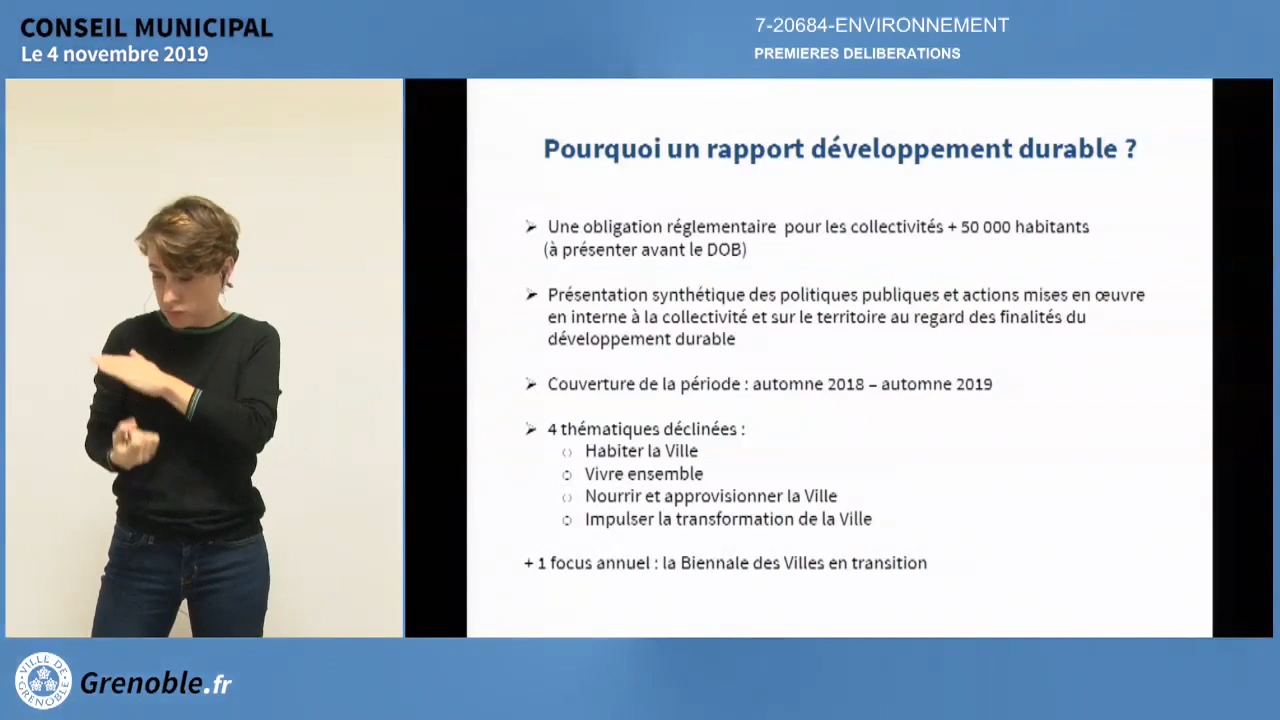 CONSEIL MUNICIPAL
Le 4 novembre 2019
7-20684-ENVIRONNEMENT
PREMIERES DELIBERATIONS
Pourquoi un rapport développement durable ?
➢ Une obligation réglementaire pour les collectivités + 50 000 habitants
(à présenter avant le DOB)
➢ Présentation synthétique des politiques publiques et actions mises en œuvre
en interne à la collectivité et sur le territoire au regard des finalités du
développement durable
➢ Couverture de la période : automne 2018 – automne 2019
➢ 4 thématiques déclinées :
○ Habiter la Ville
○ Vivre ensemble
○ Nourrir et approvisionner la Ville
○ Impulser la transformation de la Ville
+ 1 focus annuel : la Biennale des Villes en transition
VILLE DE GRENOBLE
Grenoble.fr